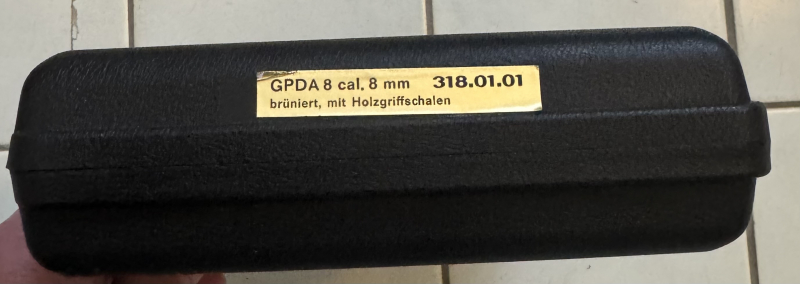 GPDA 8 cal. 8 mm 318.01.01
brüniert, mit Holzgriffschalen